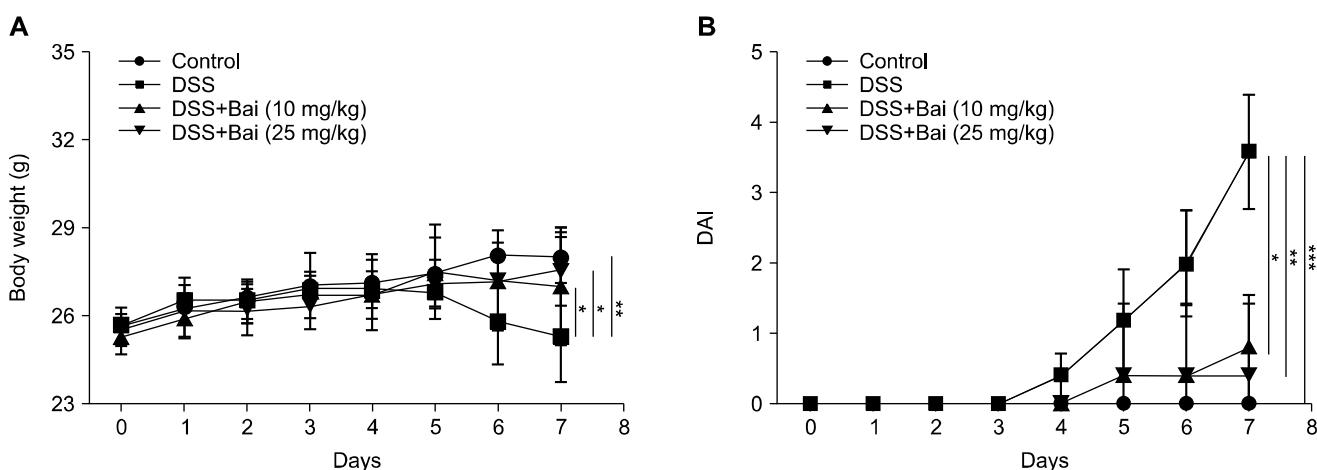 A
35
32
29
26
23
Body weight (g)
Control
DSS
DSS+Bai (10 mg/kg)
DSS+Bai (25 mg/kg)
*
*
**
0 1 2 3 4 5 6 7 8
Days
B
5
4
3
2
1
0
DAI
Control
DSS
DSS+Bai (10 mg/kg)
DSS+Bai (25 mg/kg)
*
**
***
0 1 2 3 4 5 6 7 8
Days